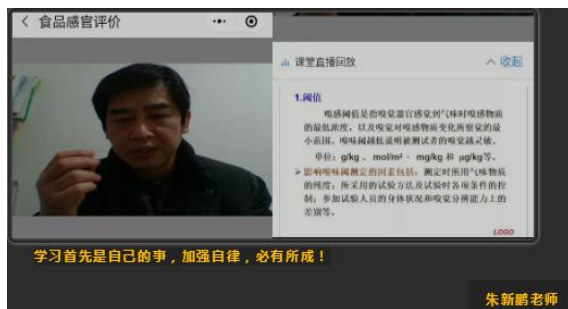 食品感官评价
课堂直播回放
收起
1.阈值
嗅感阈值是指嗅觉器官感觉到气味时嗅感物质
的最低浓度，以及嗅觉对嗅感物质变化所察觉的最
小范围。嗅味阈越低说明被测试者的嗅觉越灵敏。
单位：g/kg 、mol/m³ 、mg/kg 和 μg/kg等。
➢ 影响嗅味阈测定的因素包括：测定时所用气味物质
的纯度；所采用的试验方法及试验时各项条件的控
制；参加试验人员的身体状况和嗅觉分辨能力上的
差别等。
LOGO
学习首先是自己的事，加强自律，必有所成！
朱新鹏老师